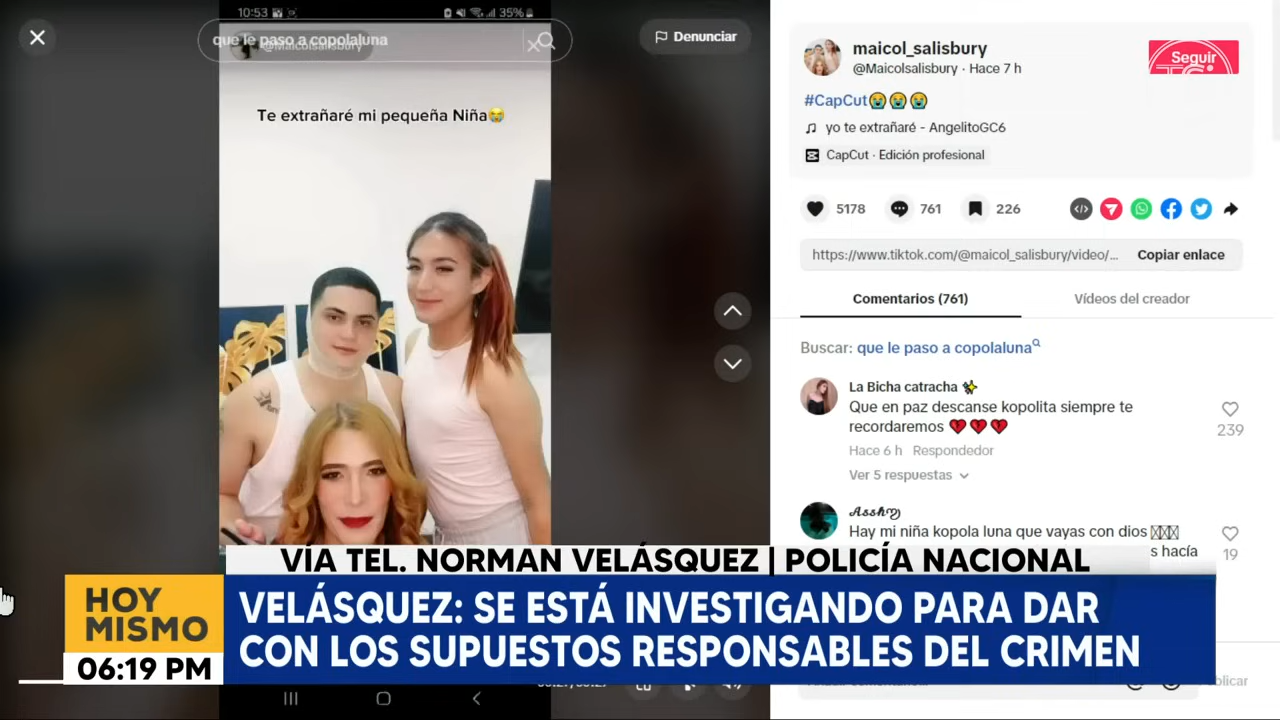 10:53
35%
que le paso a copolaluna
@Maicolsalisbury
Denunciar
Te extrañaré mi pequeña Niña😭
maicol_salisbury
@Maicolsalisbury · Hace 7 h
Seguir
#CapCut😭😭😭
yo te extrañaré - AngelitoGC6
CapCut · Edición profesional
5178
761
226
https://www.tiktok.com/@maicol_salisbury/video/...
Copiar enlace
Comentarios (761)
Vídeos del creador
Buscar: que le paso a copolaluna
La Bicha catracha ✨
Que en paz descanse kopolita siempre te
recordaremos 💔💔💔
239
Hace 6 h Respondedor
Ver 5 respuestas
Asshy
Hay mi niña kopola luna que vayas con dios
s hacía
19
VÍA TEL. NORMAN VELÁSQUEZ | POLICÍA NACIONAL
HOY
MISMO
VELÁSQUEZ: SE ESTÁ INVESTIGANDO PARA DAR
CON LOS SUPUESTOS RESPONSABLES DEL CRIMEN
06:19 PM